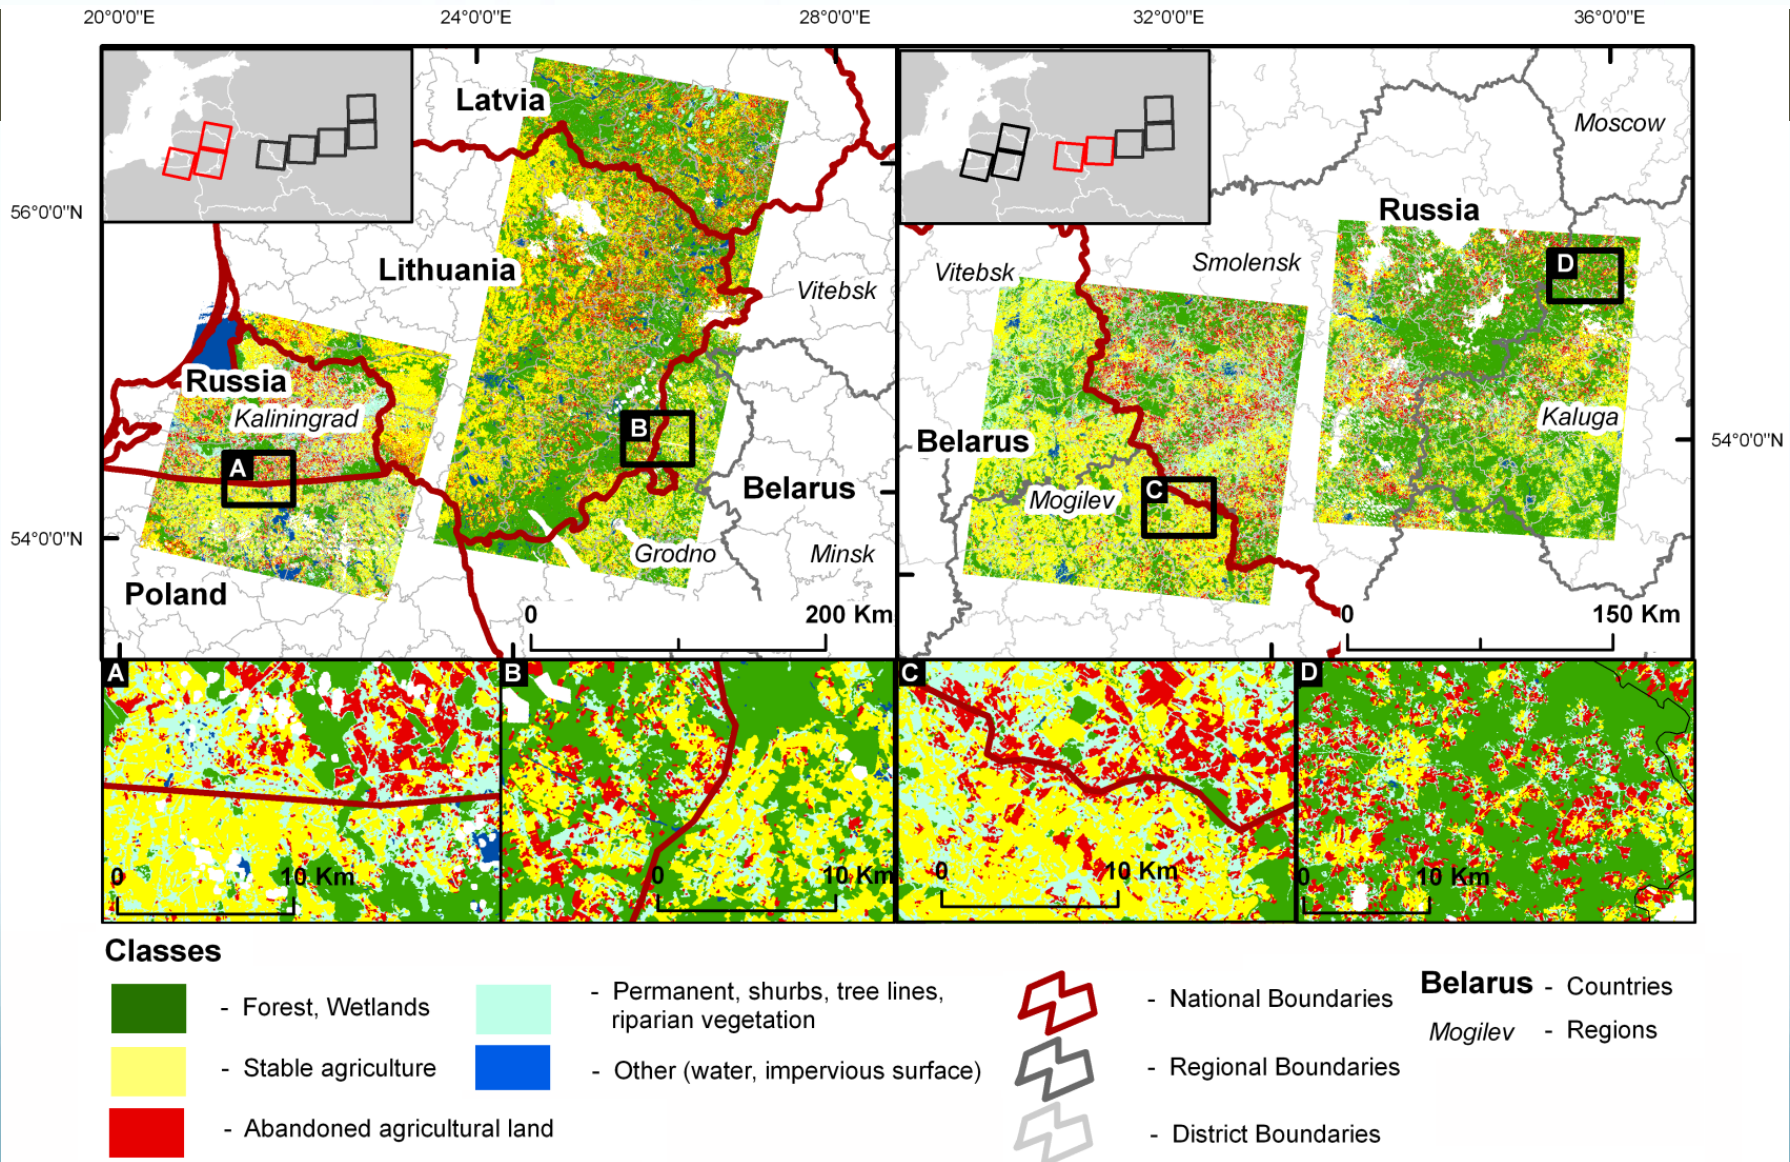 20°0'0"E 24°0'0"E 28°0'0"E 32°0'0"E 36°0'0"E
Latvia
Moscow
56°0'0"N
Russia
Lithuania
Vitebsk
Vitebsk
Smolensk
D
Russia
Kaliningrad
Kaluga
B
Belarus
54°0'0"N
A
Belarus
Mogilev
C
54°0'0"N
Grodno
Minsk
Poland
0 200 Km
0 150 Km
A B C D
0 10 Km
0 10 Km
0 10 Km
0 10 Km
Classes
- Forest, Wetlands
- Stable agriculture
- Abandoned agricultural land
- Permanent, shurbs, tree lines,
riparian vegetation
- Other (water, impervious surface)
- National Boundaries
- Regional Boundaries
- District Boundaries
Belarus - Countries
Mogilev - Regions